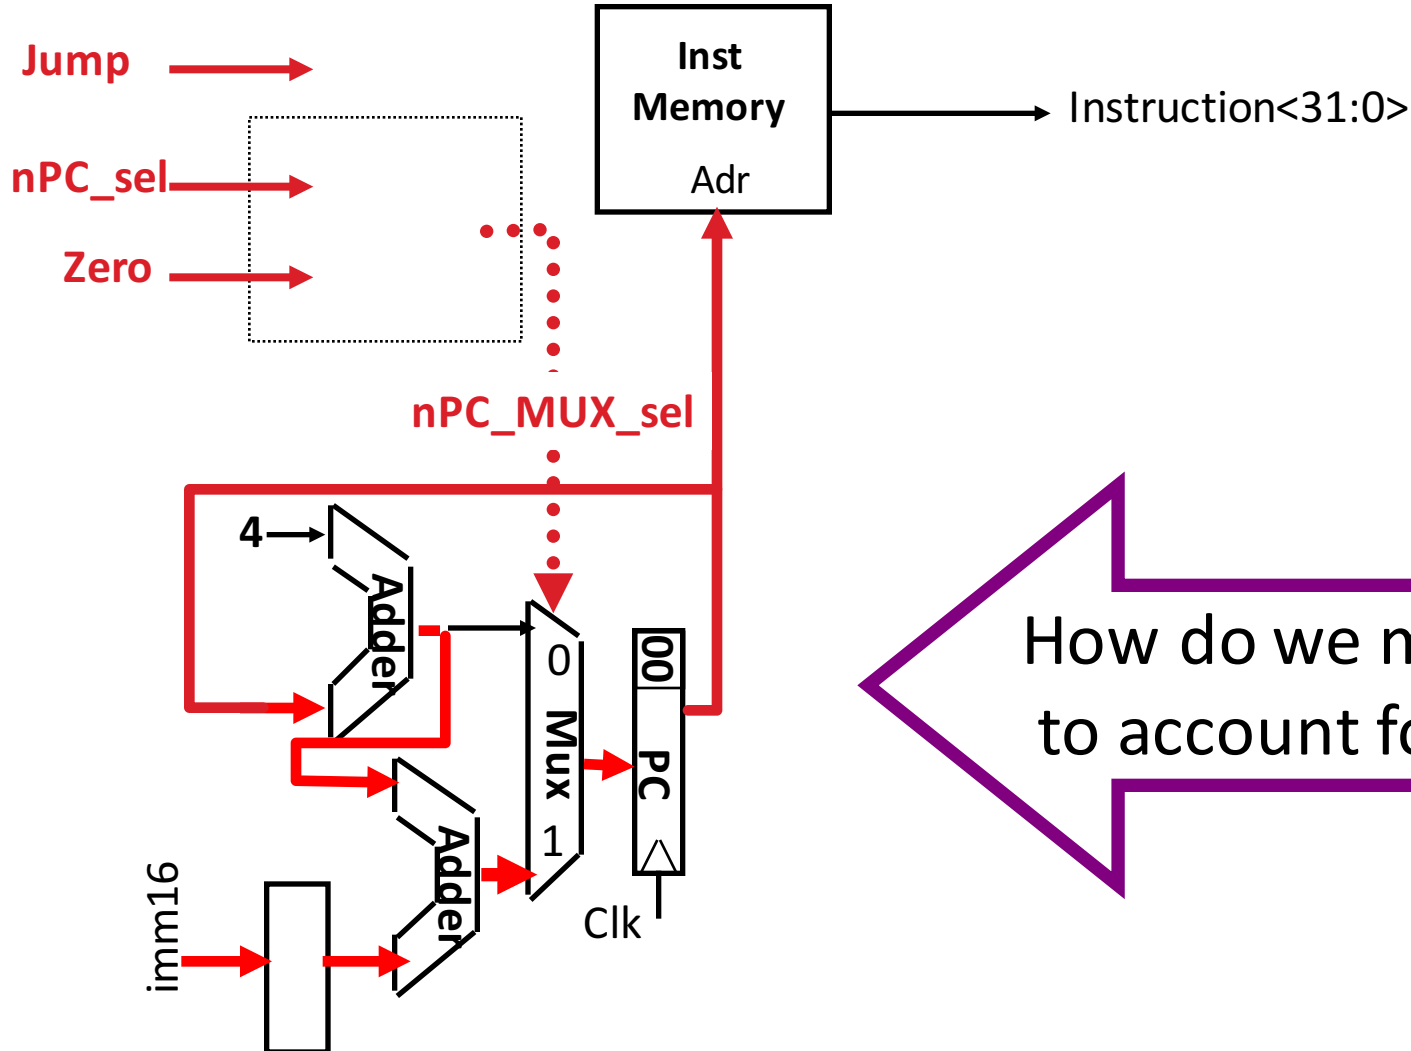 Jump
nPC_sel
Zero
Inst
Memory
Adr
Instruction<31:0>
nPC_MUX_sel
4
Adder
0
Mux
1
00
PC
Clk
Adder
imm16
How do we
to account